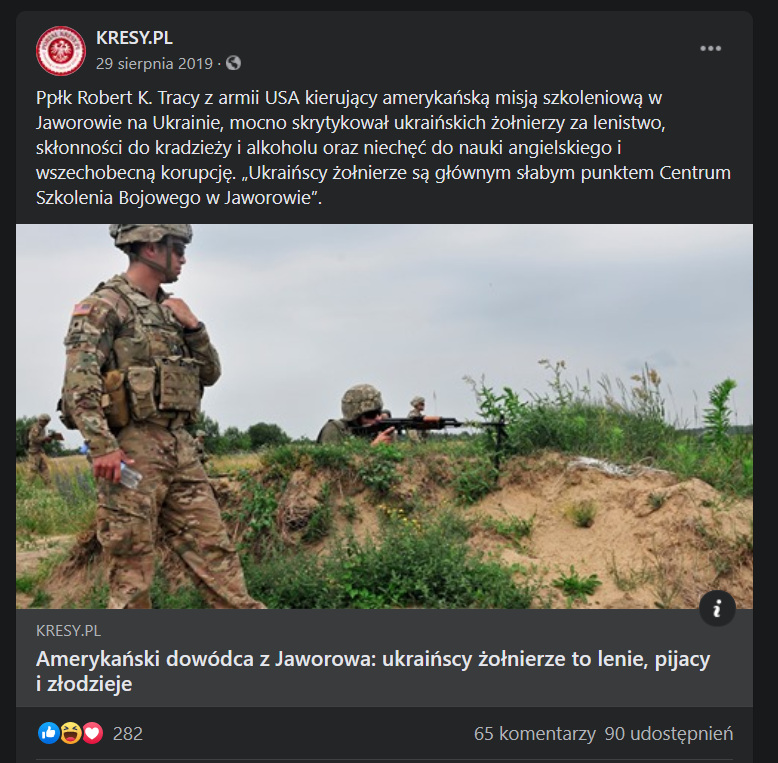 KRESY.PL
29 sierpnia 2019 ·
Ppłk Robert K. Tracy z armii USA kierujący amerykańską misją szkoleniową w
Jaworowie na Ukrainie, mocno skrytykował ukraińskich żołnierzy za lenistwo,
skłonności do kradzieży i alkoholu oraz niechęć do nauki angielskiego i
wszechobecną korupcję. „Ukraińscy żołnierze są głównym słabym punktem Centrum
Szkolenia Bojowego w Jaworowie”.
KRESY.PL
Amerykański dowódca z Jaworowa: ukraińscy żołnierze to lenie, pijacy
i złodzieje
282
65 komentarzy 90 udostępnień